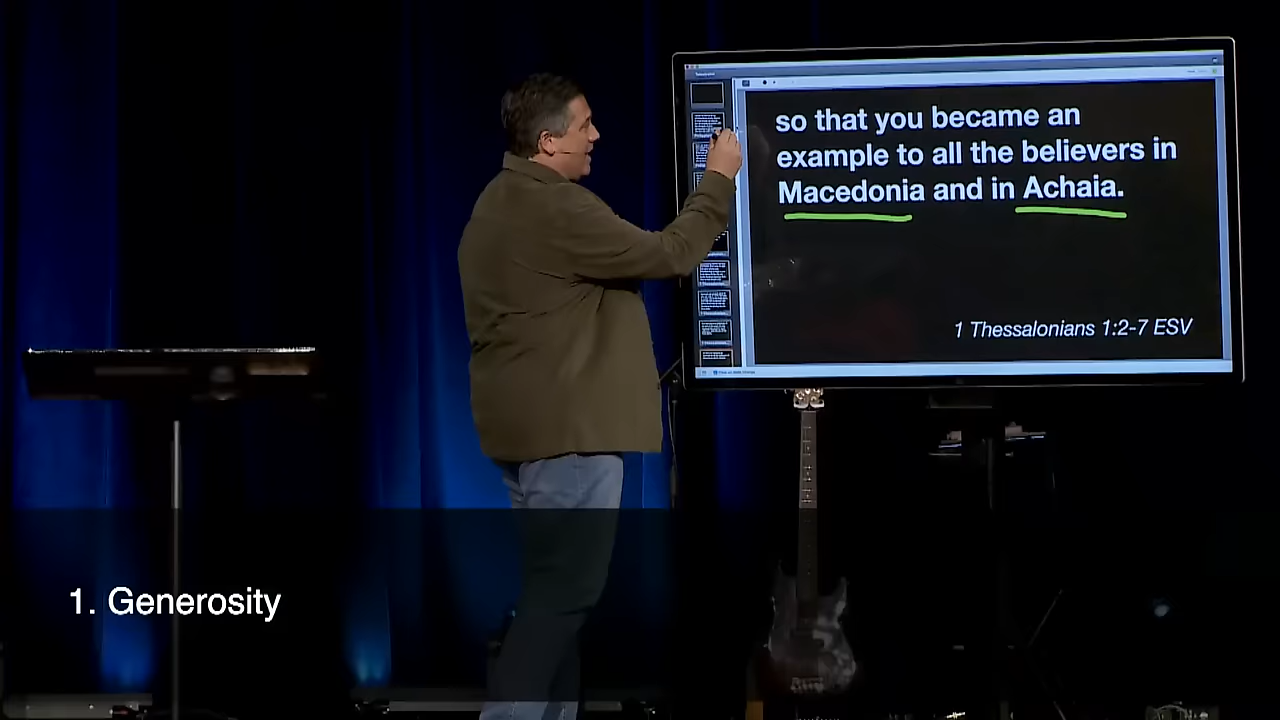 so that you became an
example to all the believers in
Macedonia and in Achaia.
1 Thessalonians 1:2-7 ESV
1. Generosity